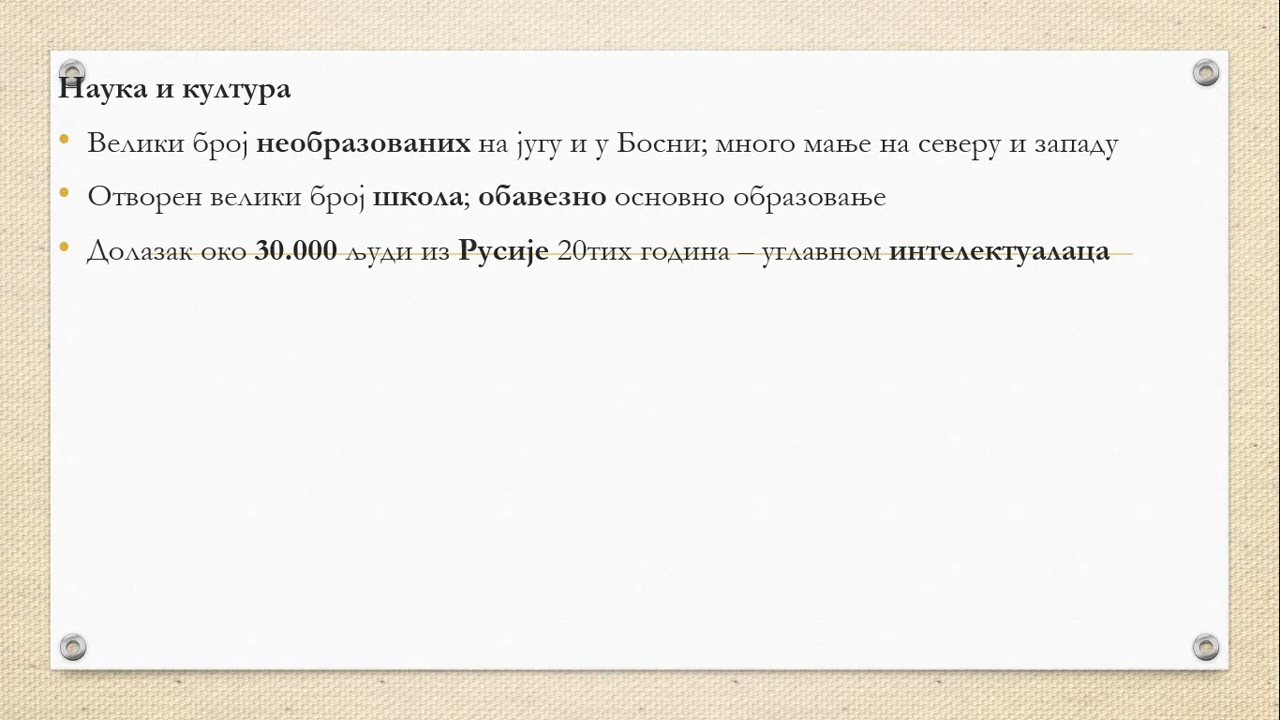 Наука и култура
• Велики број необразованих на југу и у Босни; много мање на северу и западу
• Отворен велики број школа; обавезно основно образовање
• Долазак око 30.000 људи из Русије 20тих година – углавном интелектуалаца